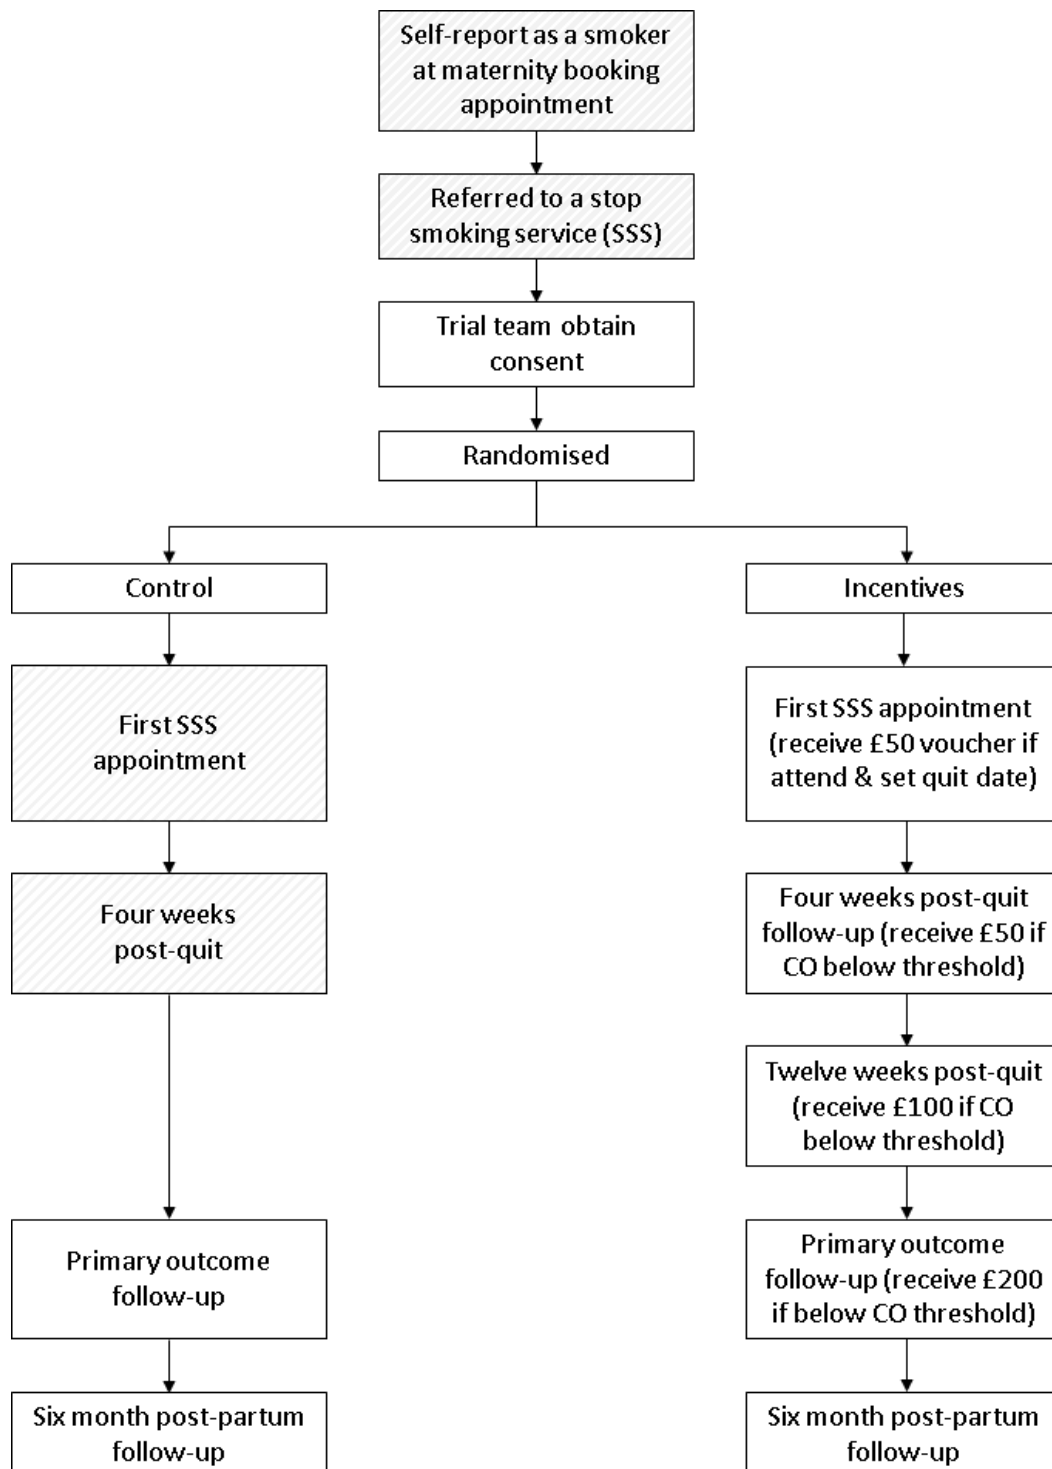 Self-report as a smoker
at maternity booking
appointment
Referred to a stop
smoking service (SSS)
Trial team obtain
consent
Randomised
Control
First SSS
appointment
Four weeks
post-quit
Primary outcome
follow-up
Six month post-partum
follow-up
Incentives
First SSS appointment
(receive £50 voucher if
attend & set quit date)
Four weeks post-quit
follow-up (receive £50 if
CO below threshold)
Twelve weeks post-quit
(receive £100 if CO
below threshold)
Primary outcome
follow-up (receive £200
if below CO threshold)
Six month post-partum
follow-up